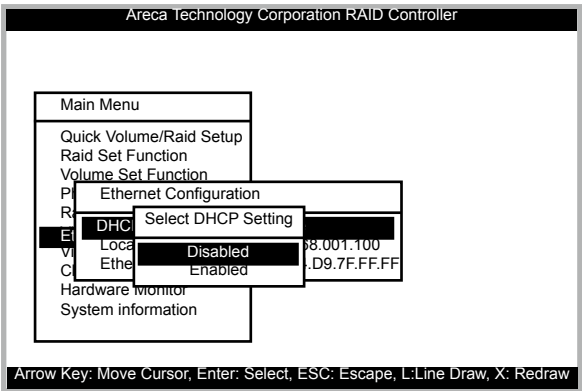 Areca Technology Corporation RAID Controller
Main Menu
Quick Volume/Raid Setup
Raid Set Function
Volume Set Function
Ethernet Configuration
Select DHCP Setting
Disabled
Enabled
68.001.100
.D9.7F.FF.FF
Hardware Monitor
System information
Arrow Key: Move Cursor, Enter: Select, ESC: Escape, L:Line Draw, X: Redraw